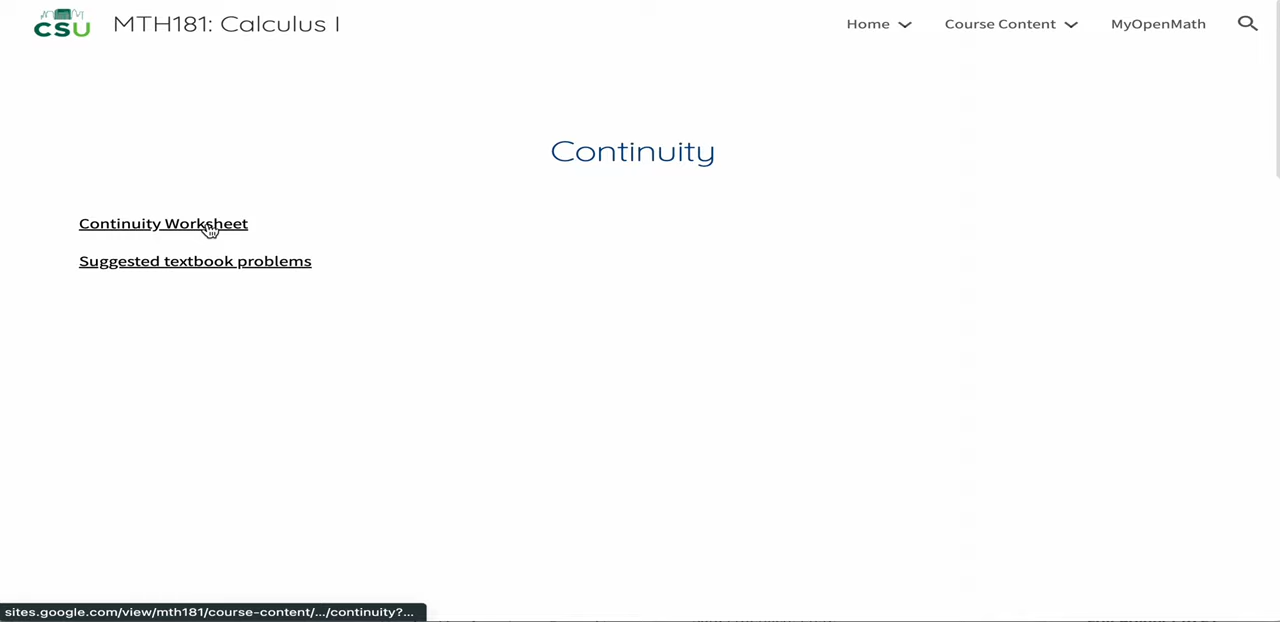 CSU MTH181: Calculus I Home Course Content MyOpenMath
Continuity
Continuity Worksheet
Suggested textbook problems
sites.google.com/view/mth181/course-content/.../continuity?...